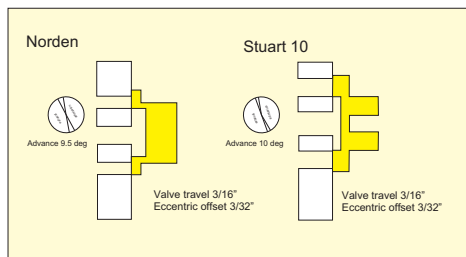 Norden
Advance 9.5 deg
Valve travel 3/16”
Eccentric offset 3/32”
Stuart 10
Advance 10 deg
Valve travel 3/16”
Eccentric offset 3/32”